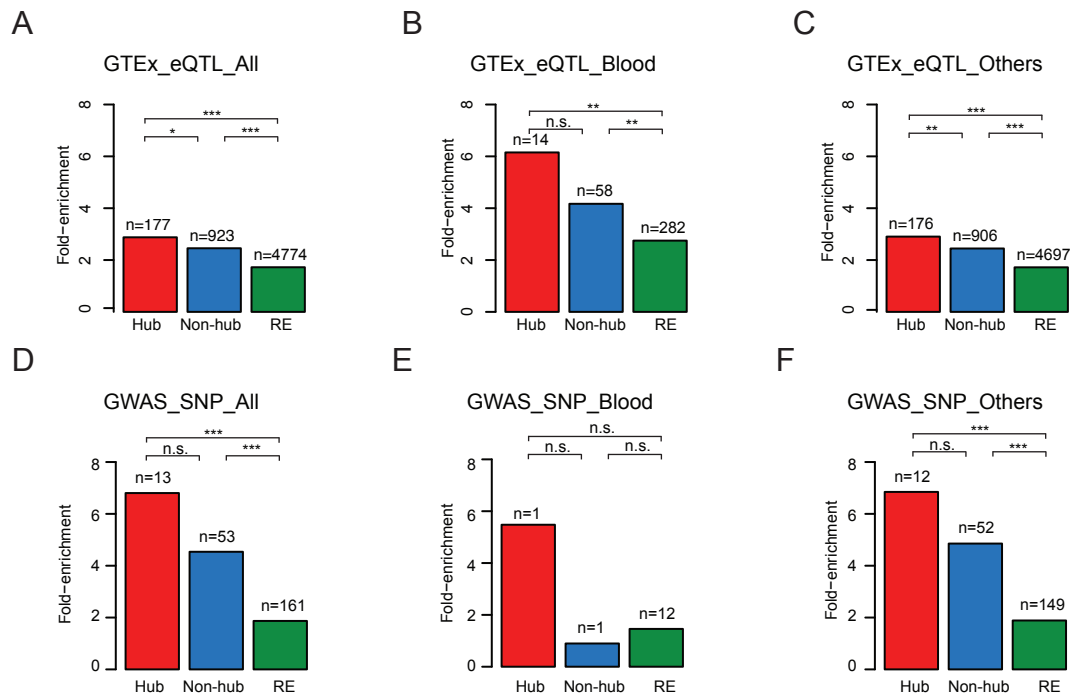 A
GTEx_eQTL_All
Fold−enrichment
0
2
4
6
8
***
*
***
n=177
n=923
n=4774
Hub
Non-hub
RE
B
GTEx_eQTL_Blood
Fold−enrichment
0
2
4
6
8
**
n.s.
**
n=14
n=58
n=282
Hub
Non-hub
RE
C
GTEx_eQTL_Others
Fold−enrichment
0
2
4
6
8
***
**
***
n=176
n=906
n=4697
Hub
Non-hub
RE
D
GWAS_SNP_All
Fold−enrichment
0
2
4
6
8
***
n.s.
***
n=13
n=53
n=161
Hub
Non-hub
RE
E
GWAS_SNP_Blood
Fold−enrichment
0
2
4
6
8
n.s.
n.s.
n.s.
n=1
n=1
n=12
Hub
Non-hub
RE
F
GWAS_SNP_Others
Fold−enrichment
0
2
4
6
8
***
n.s.
***
n=12
n=52
n=149
Hub
Non-hub
RE